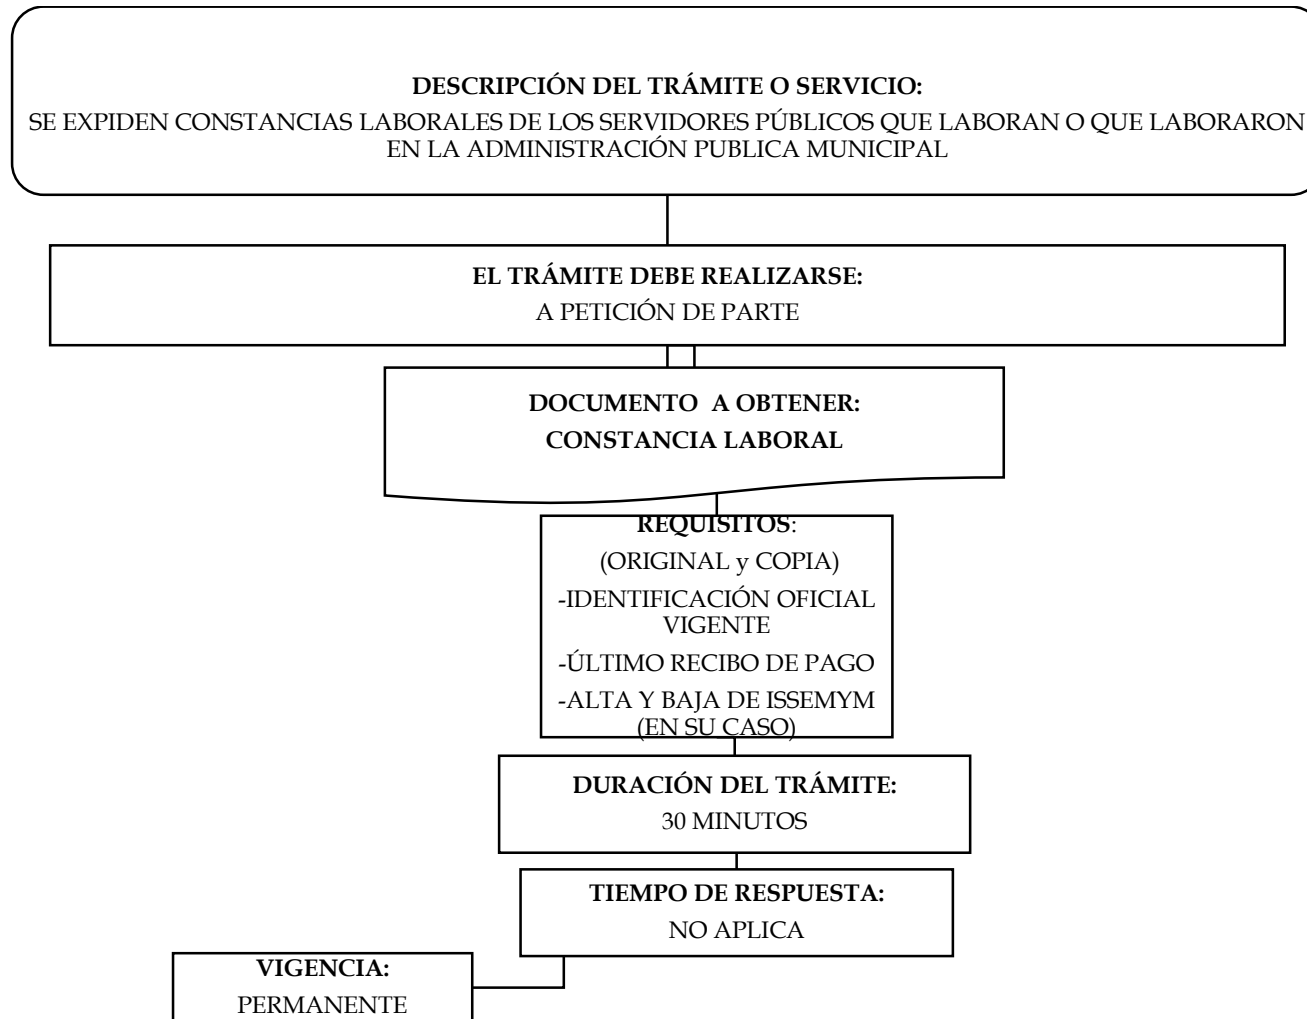 DESCRIPCIÓN DEL TRÁMITE O SERVICIO:
SE EXPIDEN CONSTANCIAS LABORALES DE LOS SERVIDORES PÚBLICOS QUE LABORAN O QUE LABORARON
EN LA ADMINISTRACIÓN PUBLICA MUNICIPAL
EL TRÁMITE DEBE REALIZARSE:
A PETICIÓN DE PARTE
DOCUMENTO A OBTENER:
CONSTANCIA LABORAL
REQUISITOS:
(ORIGINAL y COPIA)
-IDENTIFICACIÓN OFICIAL
VIGENTE
-ÚLTIMO RECIBO DE PAGO
-ALTA Y BAJA DE ISSEMYM
(EN SU CASO)
DURACIÓN DEL TRÁMITE:
30 MINUTOS
TIEMPO DE RESPUESTA:
NO APLICA
VIGENCIA:
PERMANENTE